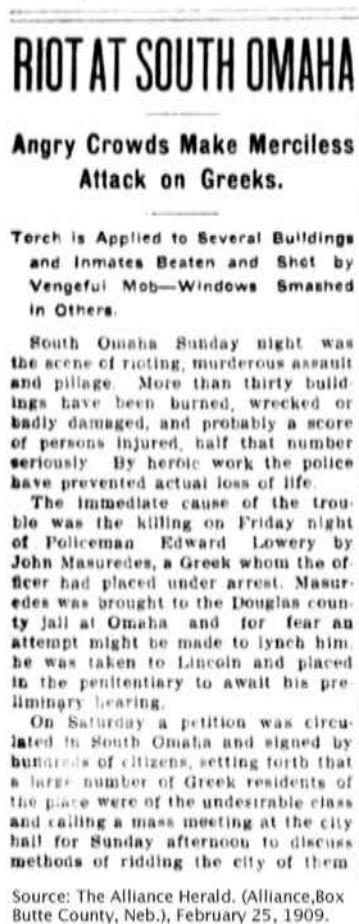 RIOT AT SOUTH OMAHA
Angry Crowds Make Merciless
Attack on Greeks.
Torch is Applied to Several Buildings
and Inmates Beaten and Shot by
Vengeful Mob—Windows Smashed
in Others.
South Omaha Sunday night was
the scene of rioting, murderous assault
and pillage. More than thirty build-
ings have been burned, wrecked or
badly damaged, and probably a score
of persons injured, half that number
seriously. By heroic work the police
have prevented actual loss of life.
The immediate cause of the trou-
ble was the killing on Friday night
of Policeman Edward Lowery by
John Masuredes, a Greek whom the of-
ficer had placed under arrest. Masur-
edes was brought to the Douglas coun-
ty jail at Omaha and for fear an
attempt might be made to lynch him,
he was taken to Lincoln and placed
in the penitentiary to await his pre-
liminary hearing.
On Saturday a petition was circu-
lated in South Omaha and signed by
hundreds of citizens, setting forth that
a large number of Greek residents of
the place were of the undesirable class
and calling a mass meeting at the city
hall for Sunday afternoon to discuss
methods of ridding the city of them
Source: The Alliance Herald. (Alliance,Box
Butte County, Neb.), February 25, 1909.